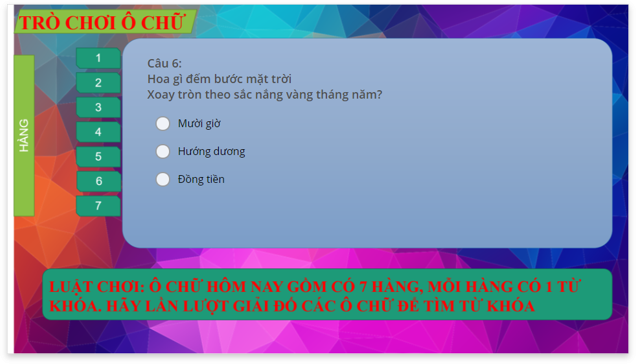 TRÒ CHƠI Ô CHỮ
HÀNG
1
2
3
4
5
6
7
Câu 6:
Hoa gì đếm bước mặt trời
Xoay tròn theo sắc nắng vàng tháng năm?
Mười giờ
Hướng dương
Đồng tiền
LUẬT CHƠI: Ô CHỮ HÔM NAY GỒM CÓ 7 HÀNG, MỖI HÀNG CÓ 1 TỪ
KHÓA. HÃY LẦN LƯỢT GIẢI ĐỐ CÁC Ô CHỮ ĐỂ TÌM TỪ KHÓA